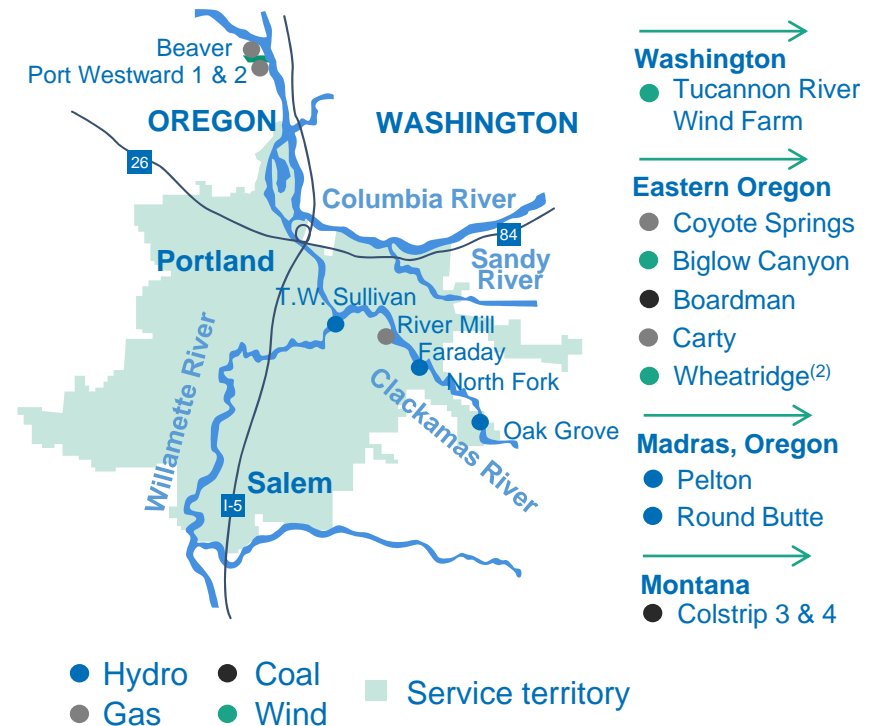 Beaver
Port Westward 1 & 2
OREGON
WASHINGTON
26
Columbia River
84
Portland
Sandy
River
T.W. Sullivan
River Mill
Faraday
North Fork
Willamette River
Clackamas River
Oak Grove
Salem
I-5
Washington
Tucannon River
Wind Farm
Eastern Oregon
Coyote Springs
Biglow Canyon
Boardman
Carty
Wheatridge(2)
Madras, Oregon
Pelton
Round Butte
Montana
Colstrip 3 & 4
Hydro
Coal
Gas
Wind
Service territory